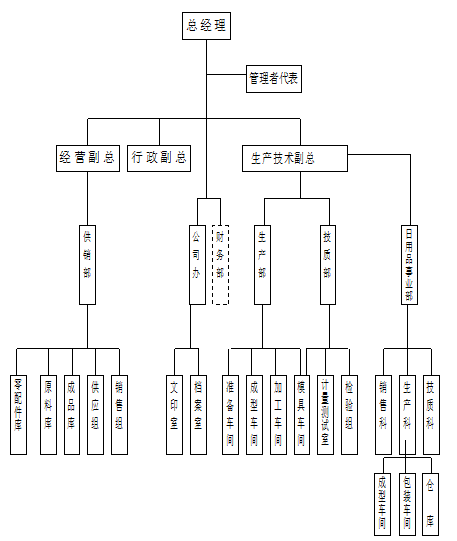 总经理
管理者代表
经营副总
行政副总
生产技术副总
供销部
公司办
财务部
生产部
技质部
日用品事业部
零配件库
原料库
成品库
供应组
销售组
文印室
档案室
准备车间
成型车间
加工车间
模具车间
计量测试室
检验组
销售科
生产科
技质科
成型车间
包装车间
仓库